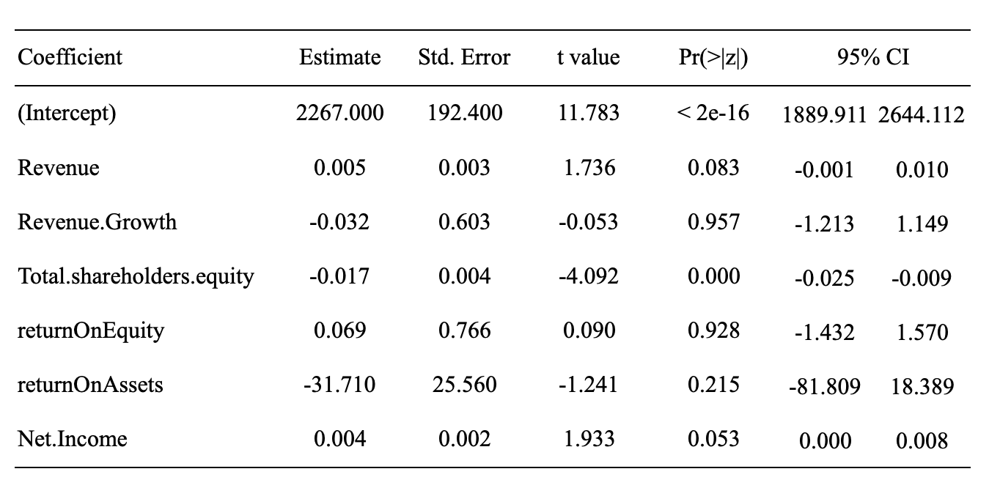 Coefficient Estimate Std. Error t value Pr(>|z|) 95% CI
(Intercept) 2267.000 192.400 11.783 < 2e-16 1889.911 2644.112
Revenue 0.005 0.003 1.736 0.083 -0.001 0.010
Revenue.Growth -0.032 0.603 -0.053 0.957 -1.213 1.149
Total.shareholders.equity -0.017 0.004 -4.092 0.000 -0.025 -0.009
returnOnEquity 0.069 0.766 0.090 0.928 -1.432 1.570
returnOnAssets -31.710 25.560 -1.241 0.215 -81.809 18.389
Net.Income 0.004 0.002 1.933 0.053 0.000 0.008